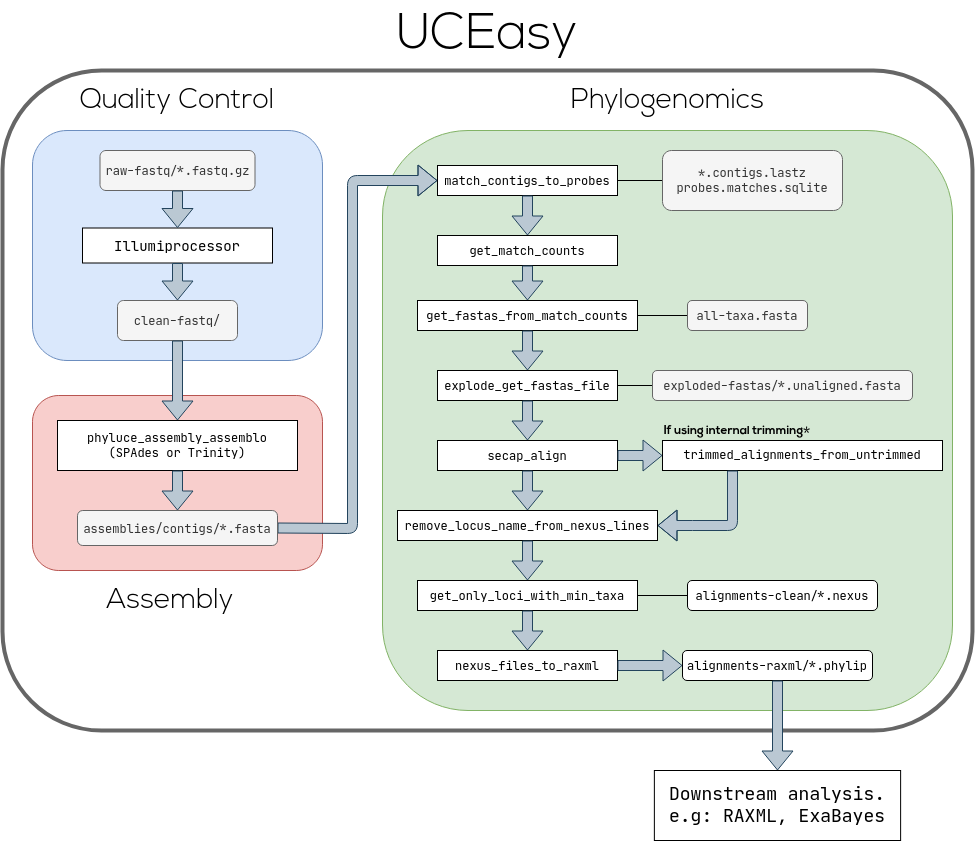 UCEasy
Quality Control
raw-fastq/*.fastq.gz
Illumiprocessor
clean-fastq/
phyluce_assembly_assemblo
(SPAdes or Trinity)
assemblies/contigs/*.fasta
Assembly
Phylogenomics
match_contigs_to_probes
*.contigs.lastz
probes.matches.sqlite
get_match_counts
get_fastas_from_match_counts
all-taxa.fasta
explode_get_fastas_file
exploded-fastas/*.unaligned.fasta
If using internal trimming*
secap_align
trimmed_alignments_from_untrimmed
remove_locus_name_from_nexus_lines
get_only_loci_with_min_taxa
alignments-clean/*.nexus
nexus_files_to_raxml
alignments-raxml/*.phylip
Downstream analysis.
e.g: RAXML, ExaBayes